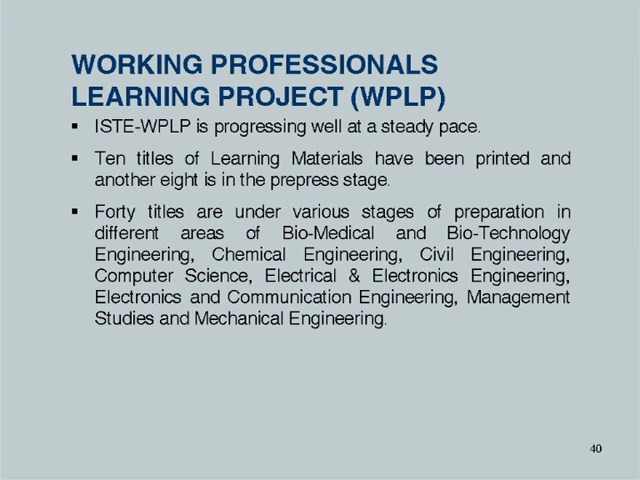 WORKING PROFESSIONALS
LEARNING PROJECT (WPLP)
▪ ISTE-WPLP is progressing well at a steady pace.
▪ Ten titles of Learning Materials have been printed and
another eight is in the prepress stage.
▪ Forty titles are under various stages of preparation in
different areas of Bio-Medical and Bio-Technology
Engineering, Chemical Engineering, Civil Engineering,
Computer Science, Electrical & Electronics Engineering,
Electronics and Communication Engineering, Management
Studies and Mechanical Engineering.
40